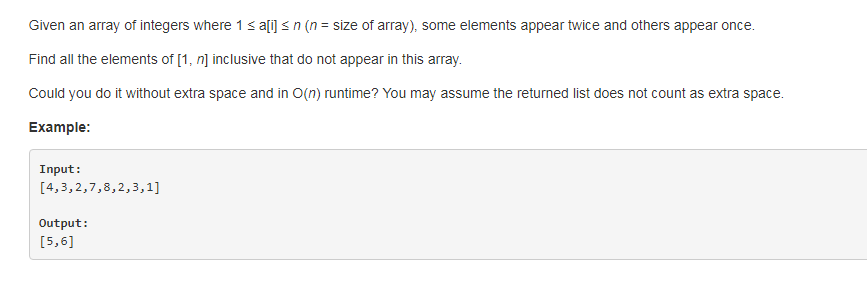 Given an array of integers where 1 ≤ a[i] ≤ n (n = size of array), some elements appear twice and others appear once.
Find all the elements of [1, n] inclusive that do not appear in this array.
Could you do it without extra space and in O(n) runtime? You may assume the returned list does not count as extra space.
Example:
Input:
[4,3,2,7,8,2,3,1]
Output:
[5,6]